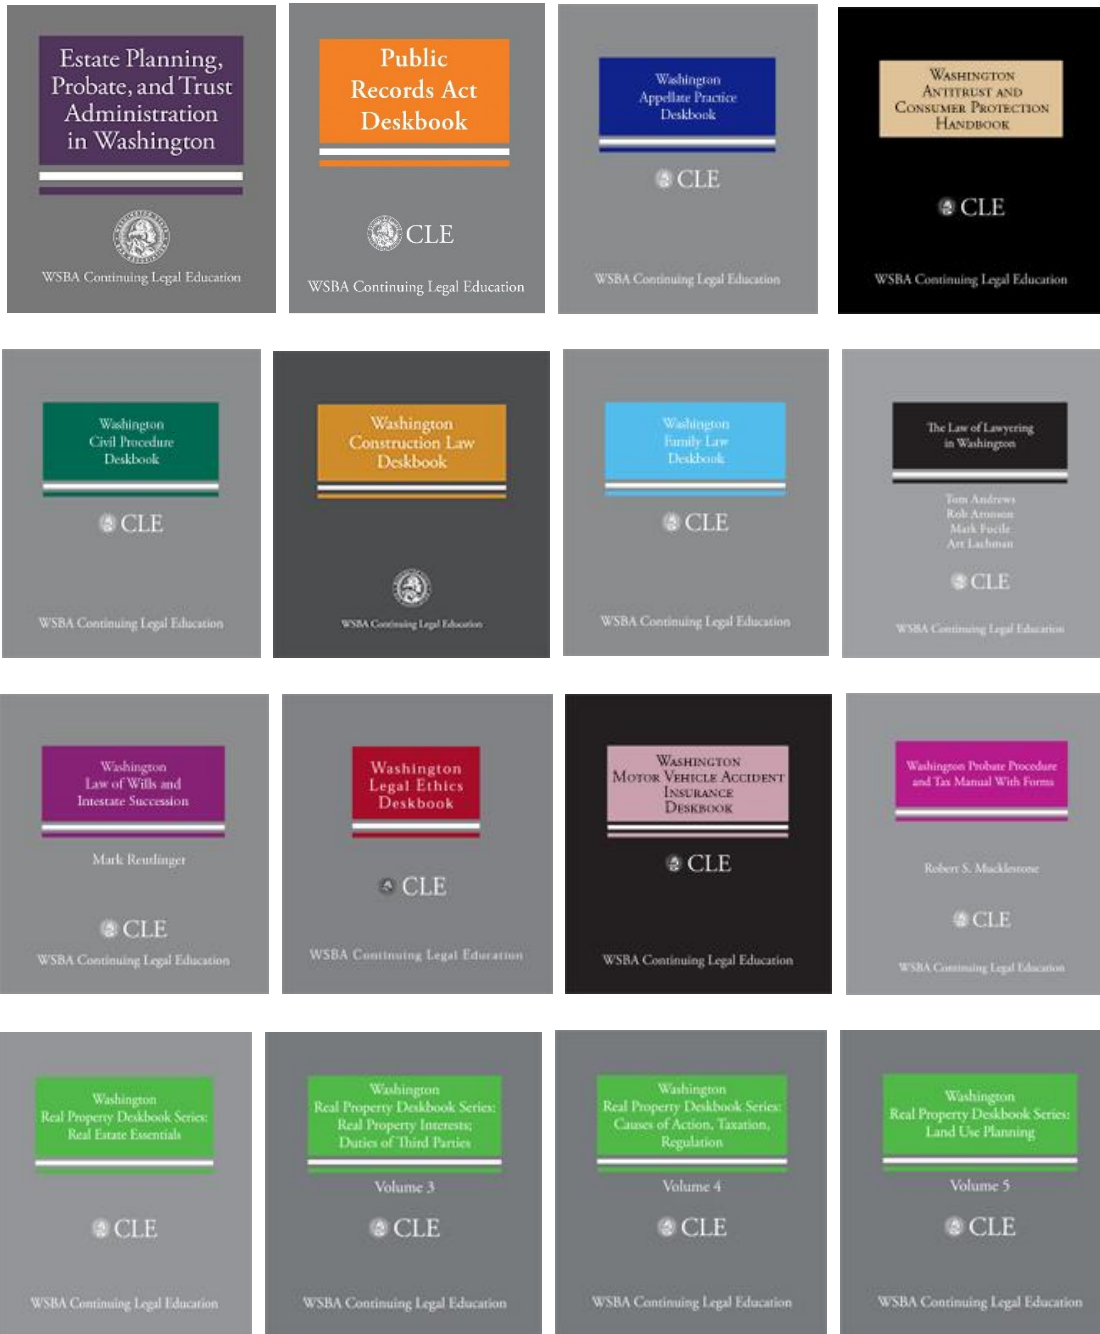 Estate Planning,
Probate, and Trust
Administration
in Washington
WSBA Continuing Legal Education
Public
Records Act
Deskbook
CLE
WSBA Continuing Legal Education
Washington
Appellate Practice
Deskbook
CLE
WSBA Continuing Legal Education
Washington
Antitrust and
Consumer Protection
Handbook
CLE
WSBA Continuing Legal Education
Washington
Civil Procedure
Deskbook
CLE
WSBA Continuing Legal Education
Washington
Construction Law
Deskbook
WSBA Continuing Legal Education
Washington
Family Law
Deskbook
CLE
WSBA Continuing Legal Education
The Law of Lawyering
in Washington
Tom Andrews
Rob Aronson
Mark Fucile
Art Lachman
CLE
WSBA Continuing Legal Education
Washington
Law of Wills and
Intestate Succession
Mark Reutlinger
CLE
WSBA Continuing Legal Education
Washington
Legal Ethics
Deskbook
CLE
WSBA Continuing Legal Education
Washington
Motor Vehicle Accident
Insurance
Deskbook
CLE
WSBA Continuing Legal Education
Washington Probate Procedure
and Tax Manual With Forms
Robert S. Mucklestone
CLE
WSBA Continuing Legal Education
Washington
Real Property Deskbook Series:
Real Estate Essentials
CLE
WSBA Continuing Legal Education
Washington
Real Property Deskbook Series:
Real Property Interests;
Duties of Third Parties
Volume 3
CLE
WSBA Continuing Legal Education
Washington
Real Property Deskbook Series:
Causes of Action, Taxation,
Regulation
Volume 4
CLE
WSBA Continuing Legal Education
Washington
Real Property Deskbook Series:
Land Use Planning
Volume 5
CLE
WSBA Continuing Legal Education